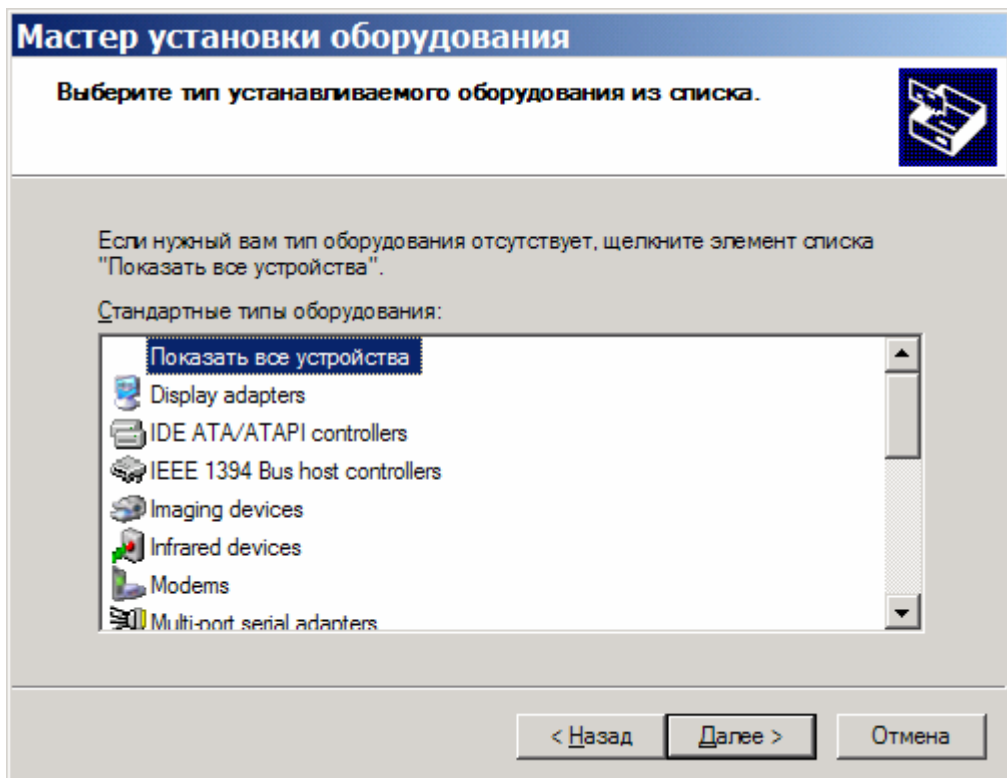 Мастер установки оборудования
Выберите тип устанавливаемого оборудования из списка.
Если нужный вам тип оборудования отсутствует, щелкните элемент списка
"Показать все устройства".
Стандартные типы оборудования:
Показать все устройства
Display adapters
IDE ATA/ATAPI controllers
IEEE 1394 Bus host controllers
Imaging devices
Infrared devices
Modems
Multi-port serial adapters
< Назад Далее > Отмена